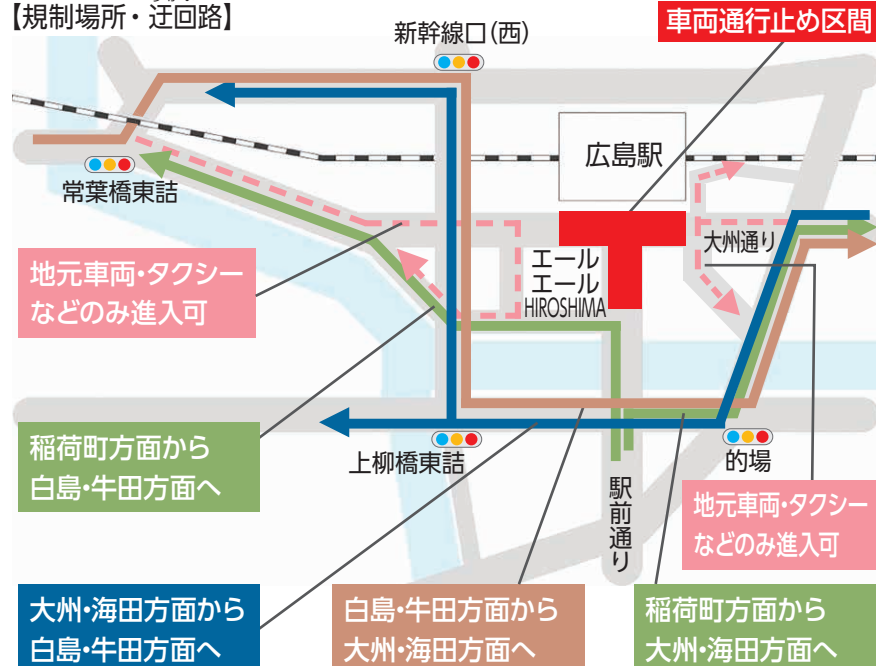 【規制場所・迂回路】
新幹線口(西)
車両通行止め区間
広島駅
常葉橋東詰
大州通り
エール
エール
HIROSHIMA
地元車両・タクシー
などのみ進入可
稲荷町方面から
白島・牛田方面へ
上柳橋東詰
的場
駅前通り
地元車両・タクシー
などのみ進入可
大州・海田方面から
白島・牛田方面へ
白島・牛田方面から
大州・海田方面へ
稲荷町方面から
大州・海田方面へ